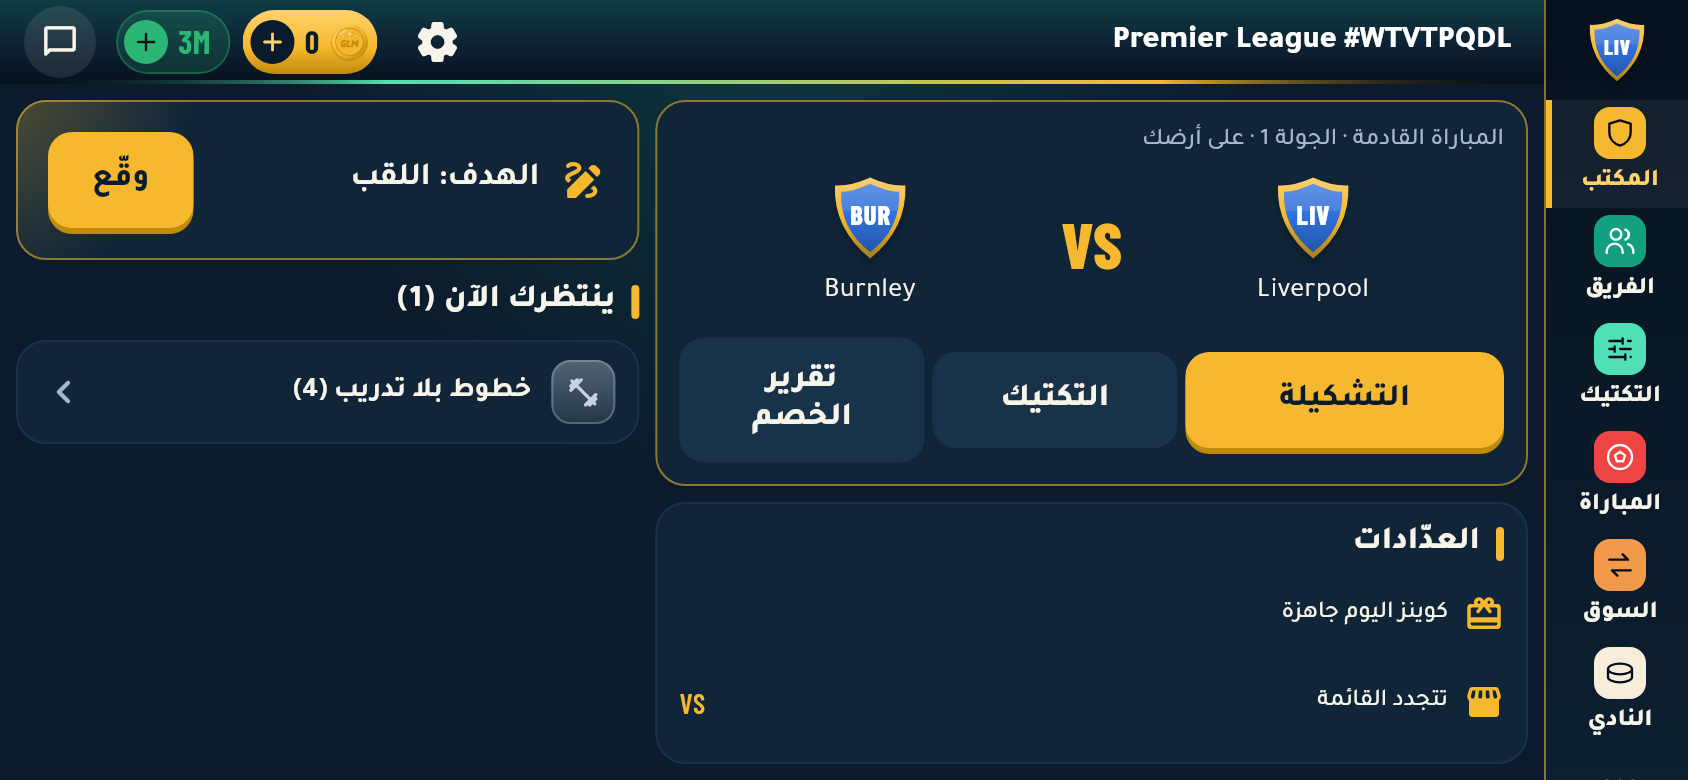 Premier League #WTVTPQDL
0
GLM
3M
LIV
المكتب
الفريق
التكتيك
المباراة
السوق
النادي
المباراة القادمة · الجولة 1 · على أرضك
LIV
VS
BUR
Liverpool
Burnley
التشكيلة
التكتيك
تقرير
الخصم
العدّادات
كوينز اليوم جاهزة
تتجدد القائمة
VS
الهدف: اللقب
وقّع
ينتظرك الآن (1)
خطوط بلا تدريب (4)